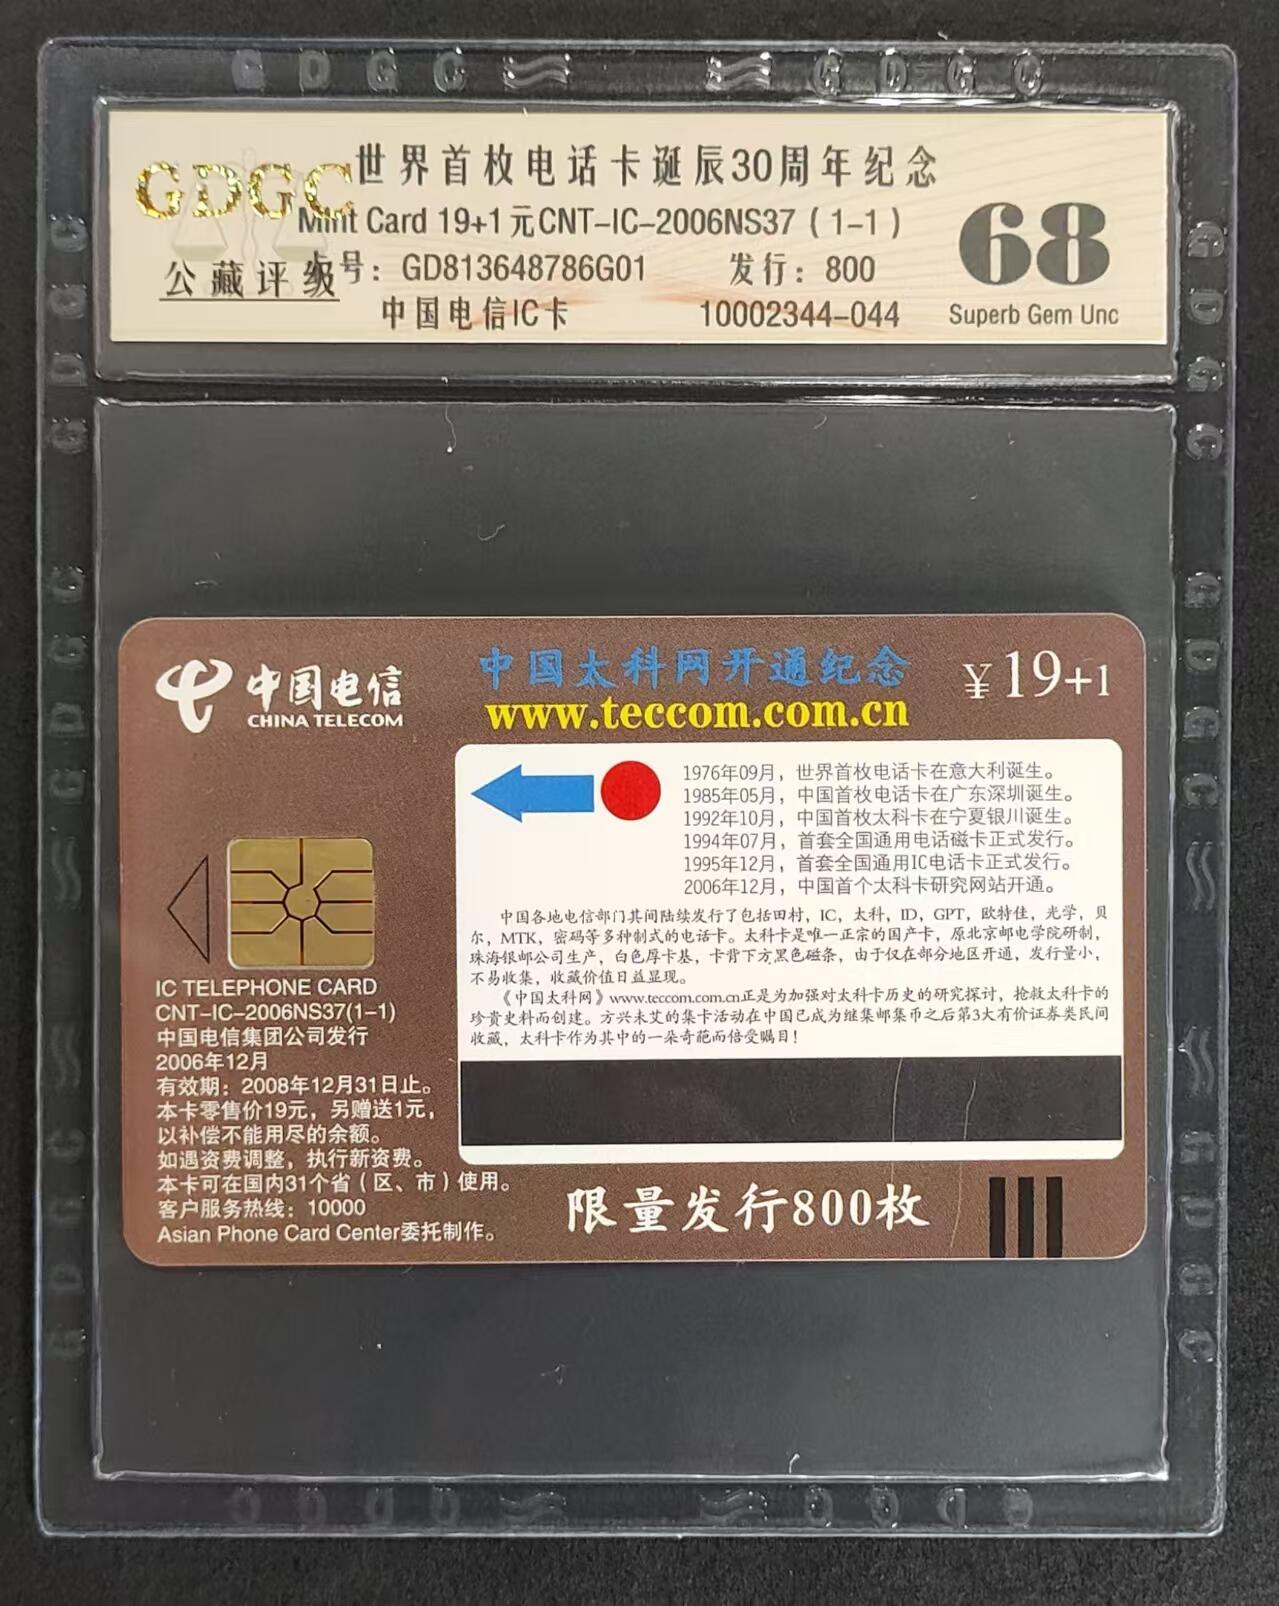 GDGC GDGC
GDGC
公藏评级
世界首枚电话卡诞辰30周年纪念
Mint Card 19+1元CNT-IC-2006NS37(1-1)
卡号：GD813648786G01 发行：800
中国电信IC卡 10002344-044
68
Superb Gem Unc
中国电信
CHINA TELECOM
中国太科网开通纪念
www.teccom.com.cn
¥19+1
1976年09月，世界首枚电话卡在意大利诞生。
1985年05月，中国首枚电话卡在广东深圳诞生。
1992年10月，中国首枚太科卡在宁夏银川诞生。
1994年07月，首套全国通用电话磁卡正式发行。
1995年12月，首套全国通用IC电话卡正式发行。
2006年12月，中国首个太科卡研究网站开通。
中国各地电信部门其间陆续发行了包括田村，IC，太科，ID，GPT，欧特佳，光学，贝
尔，MTK，密码等多种制式的电话卡。太科卡是唯一正宗的国产卡，原北京邮电学院研制，
珠海银邮公司生产，白色厚卡基，卡背下方黑色磁条，由于仅在部分地区开通，发行量小，
不易收集，收藏价值日益显现。
《中国太科网》www.teccom.com.cn正是为加强对太科卡历史的研究探讨，抢救太科卡的
珍贵史料而创建。方兴未艾的集卡活动在中国已成为继集邮集币之后第3大有价证券类民间
收藏，太科卡作为其中的一朵奇葩而倍受瞩目！
IC TELEPHONE CARD
CNT-IC-2006NS37(1-1)
中国电信集团公司发行
2006年12月
有效期：2008年12月31日止。
本卡零售价19元，另赠送1元，
以补偿不能用尽的余额。
如遇资费调整，执行新资费。
本卡可在国内31个省（区、市）使用。
客户服务热线：10000
Asian Phone Card Center委托制作。
限量发行800枚